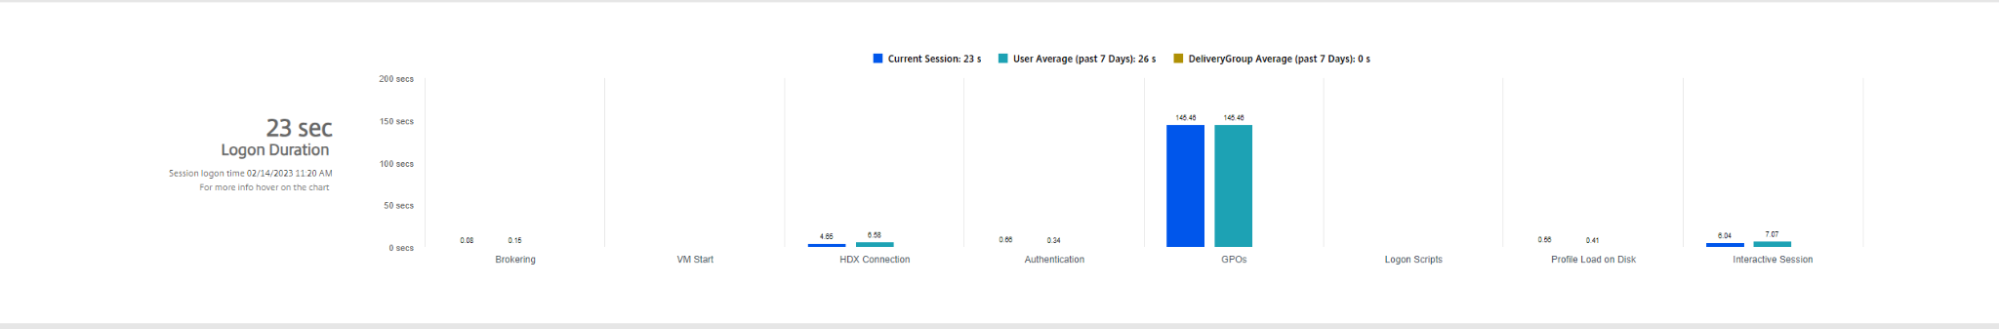 Current Session: 23 s
User Average (past 7 Days): 26 s
DeliveryGroup Average (past 7 Days): 0 s
23 sec
Logon Duration
Session logon time 02/14/2023 11:20 AM
For more info hover on the chart
200 secs
150 secs
100 secs
50 secs
0 secs
0.08
0.15
4.65
6.58
0.66
0.34
145.45
145.45
0.56
0.41
6.04
7.07
Brokering
VM Start
HDX Connection
Authentication
GPOs
Logon Scripts
Profile Load on Disk
Interactive Session